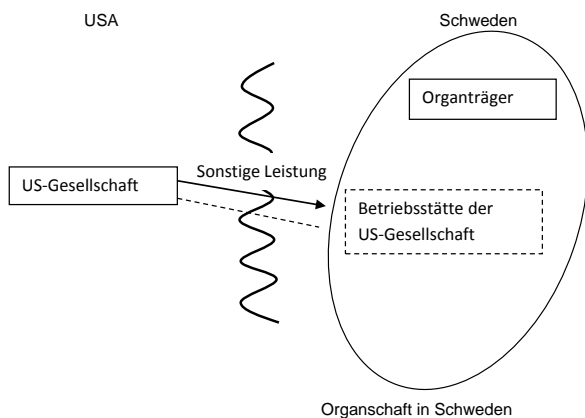 USA
Schweden
Organträger
Sonstige Leistung
US-Gesellschaft
Betriebsstätte der
US-Gesellschaft
Organschaft in Schweden